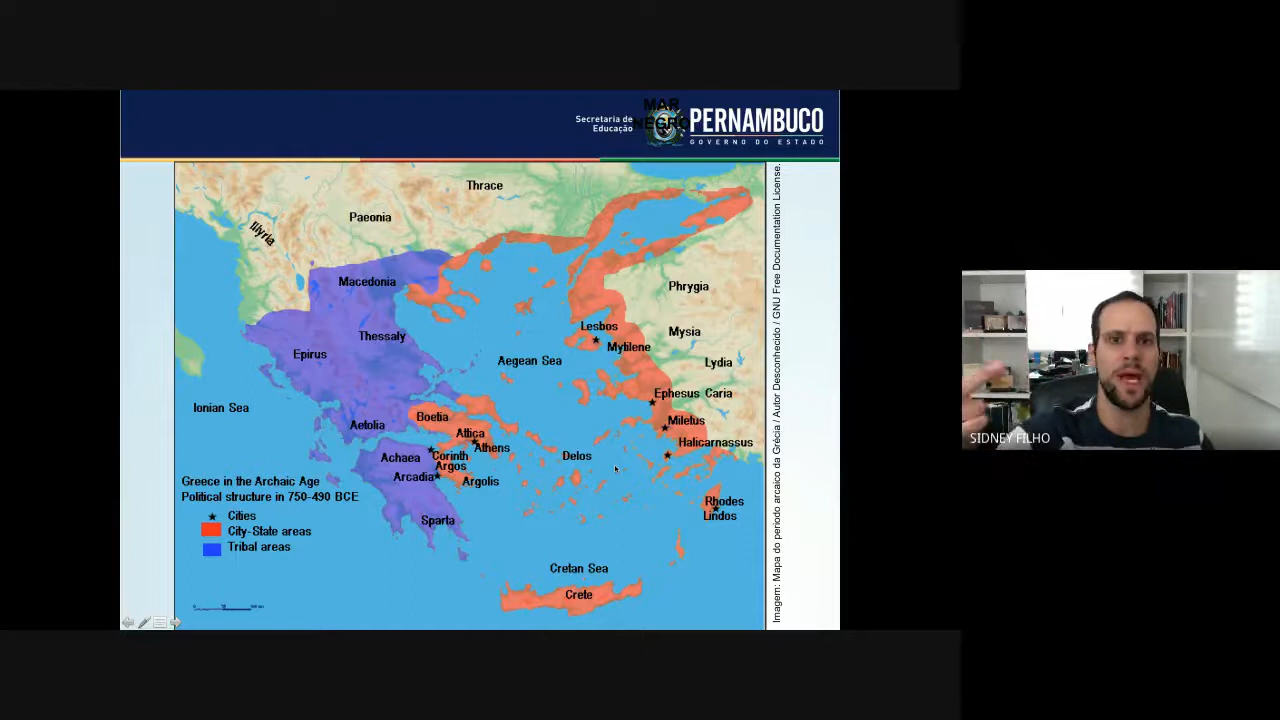 MAR
NEGRO
Secretaria de
Educação
PERNAMBUCO
GOVERNO DO ESTADO
Thrace
Paeonia
Illyria
Macedonia
Phrygia
Lesbos
Mytilene
Mysia
Thessaly
Epirus
Aegean Sea
Lydia
Ephesus
Caria
Ionian Sea
Boetia
Miletus
Aetolia
Attica
Athens
Halicarnassus
Achaea
Corinth
Delos
Argos
Arcadia
Argolis
Greece in the Archaic Age
Political structure in 750-490 BCE
Cities
City-State areas
Tribal areas
Rhodes
Lindos
Sparta
Cretan Sea
Crete
Imagem: Mapa do periodo arcaico da Grécia / Autor Desconhecido / GNU Free Documentation License.
SIDNEY FILHO